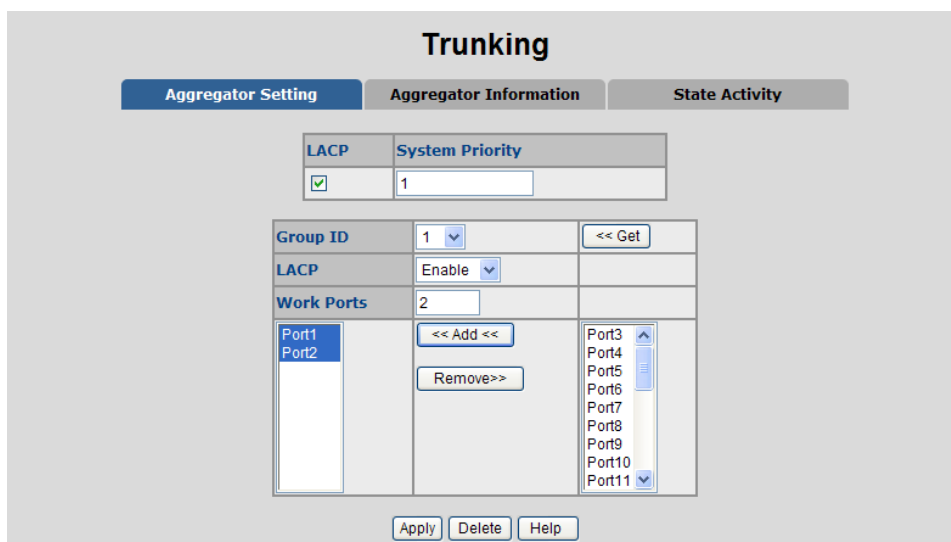 Trunking
Aggregator Setting Aggregator Information State Activity
LACP System Priority
1
Group ID 1 << Get
LACP Enable
Work Ports 2
Port1
Port2
<< Add <<
Remove>>
Port3
Port4
Port5
Port6
Port7
Port8
Port9
Port10
Port11
Apply Delete Help